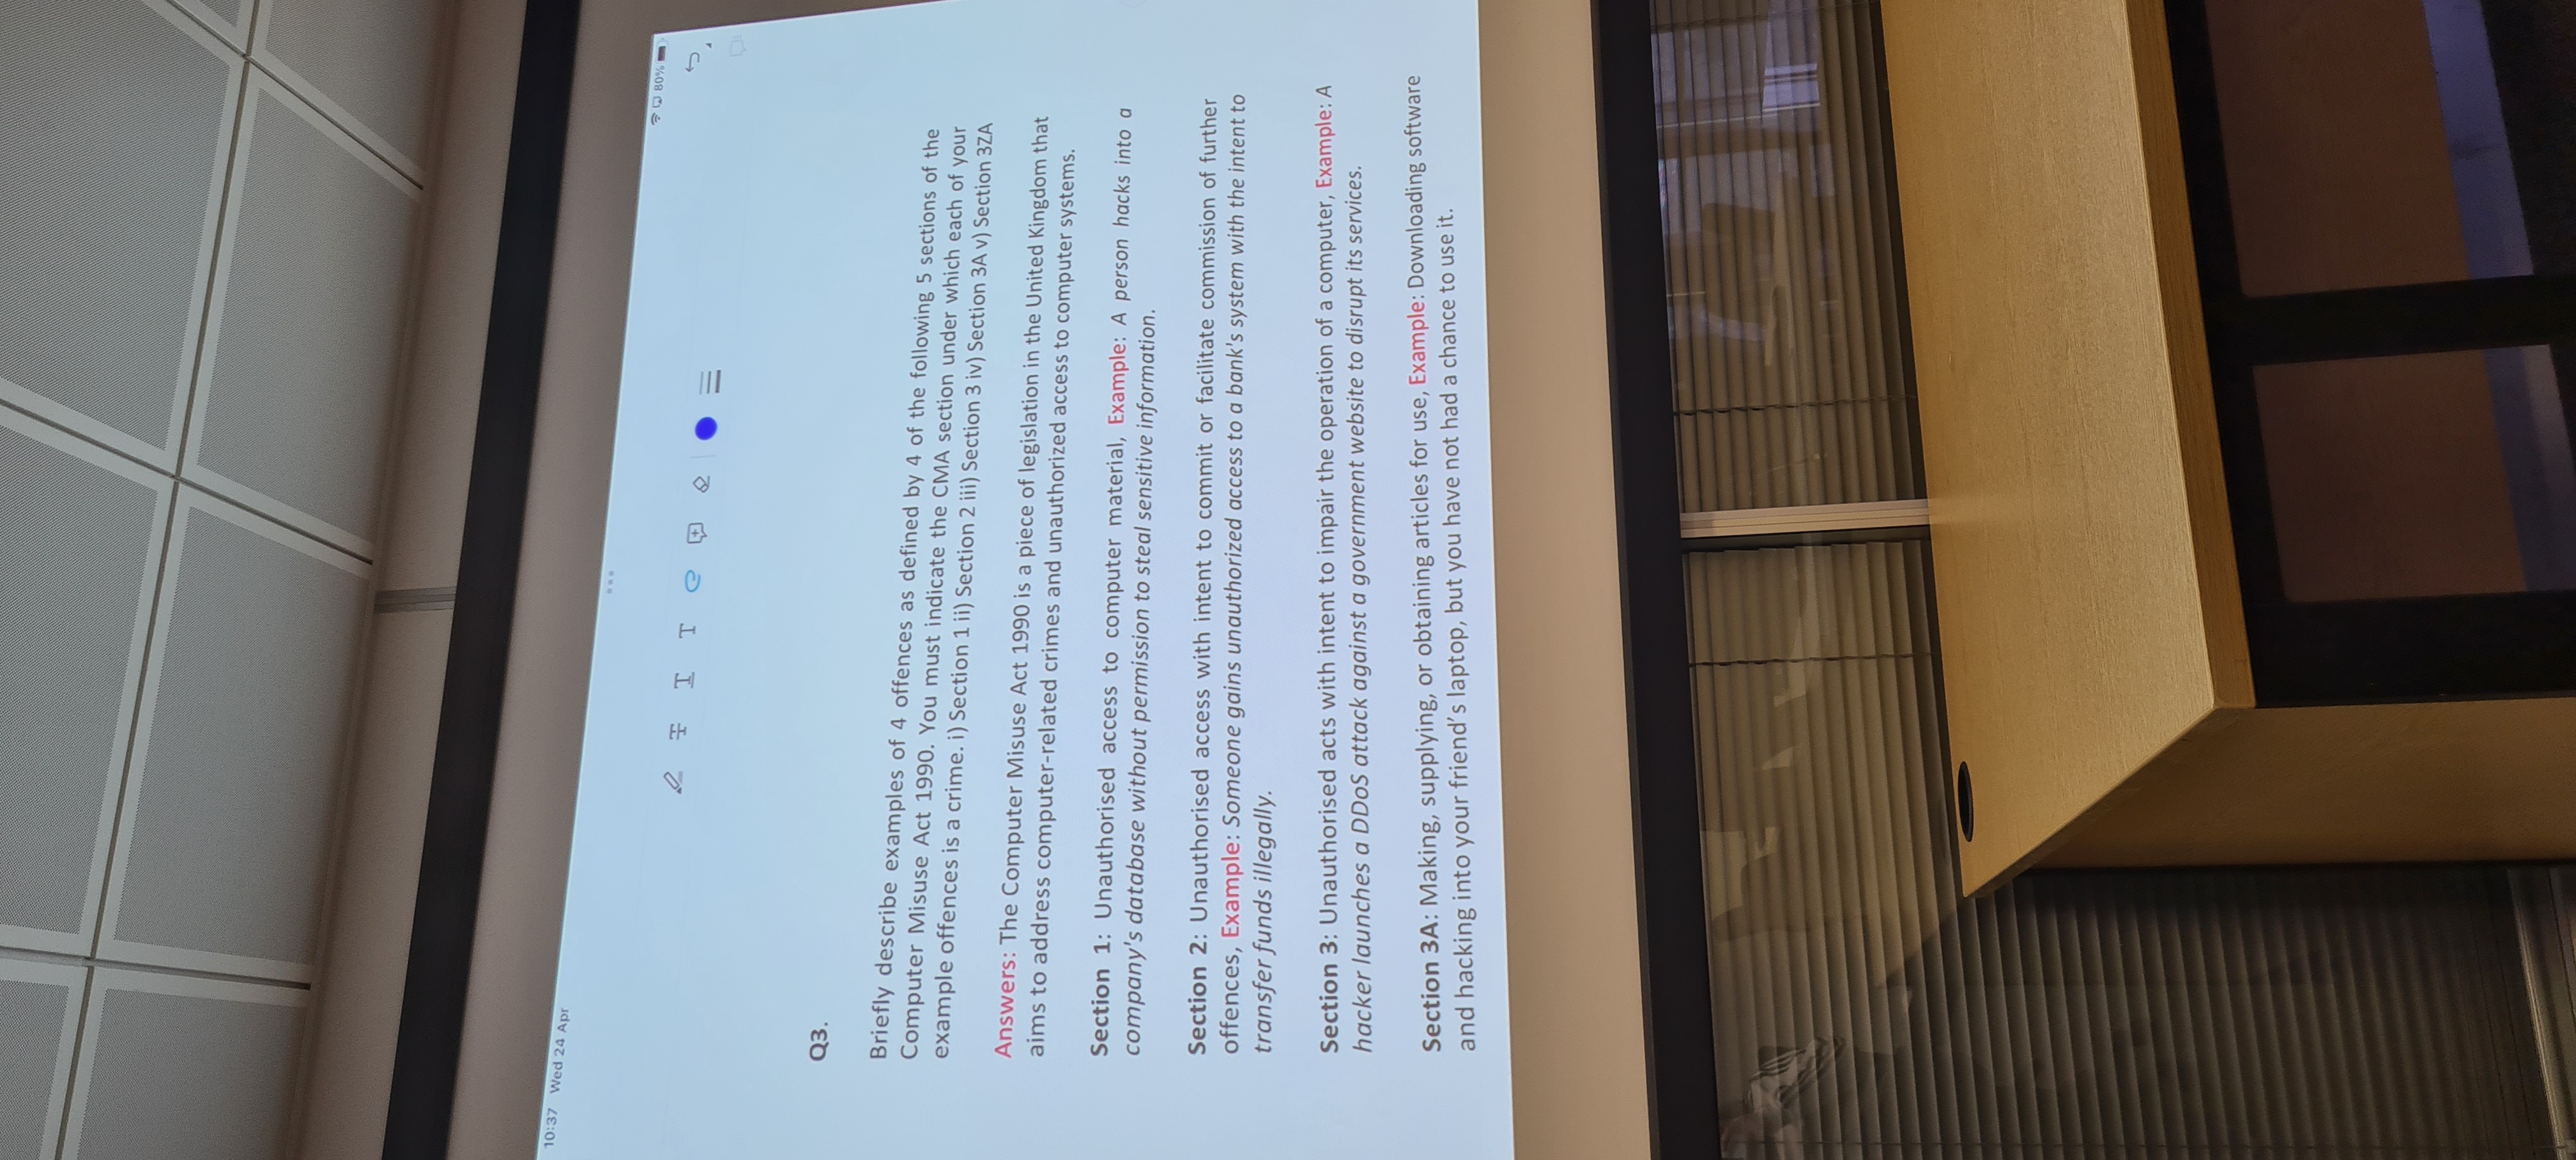 10:37 Wed 24 Apr
80%
T T T
Q3.
Briefly describe examples of 4 offences as defined by 4 of the following 5 sections of the
Computer Misuse Act 1990. You must indicate the CMA section under which each of your
example offences is a crime. i) Section 1 ii) Section 2 iii) Section 3 iv) Section 3A v) Section 3ZA
Answers: The Computer Misuse Act 1990 is a piece of legislation in the United Kingdom that
aims to address computer-related crimes and unauthorized access to computer systems.
Section 1: Unauthorised access to computer material, Example: A person hacks into a
company's database without permission to steal sensitive information.
Section 2: Unauthorised access with intent to commit or facilitate commission of further
offences, Example: Someone gains unauthorized access to a bank's system with the intent to
transfer funds illegally.
Section 3: Unauthorised acts with intent to impair the operation of a computer, Example: A
hacker launches a DDoS attack against a government website to disrupt its services.
Section 3A: Making, supplying, or obtaining articles for use, Example: Downloading software
and hacking into your friend’s laptop, but you have not had a chance to use it.